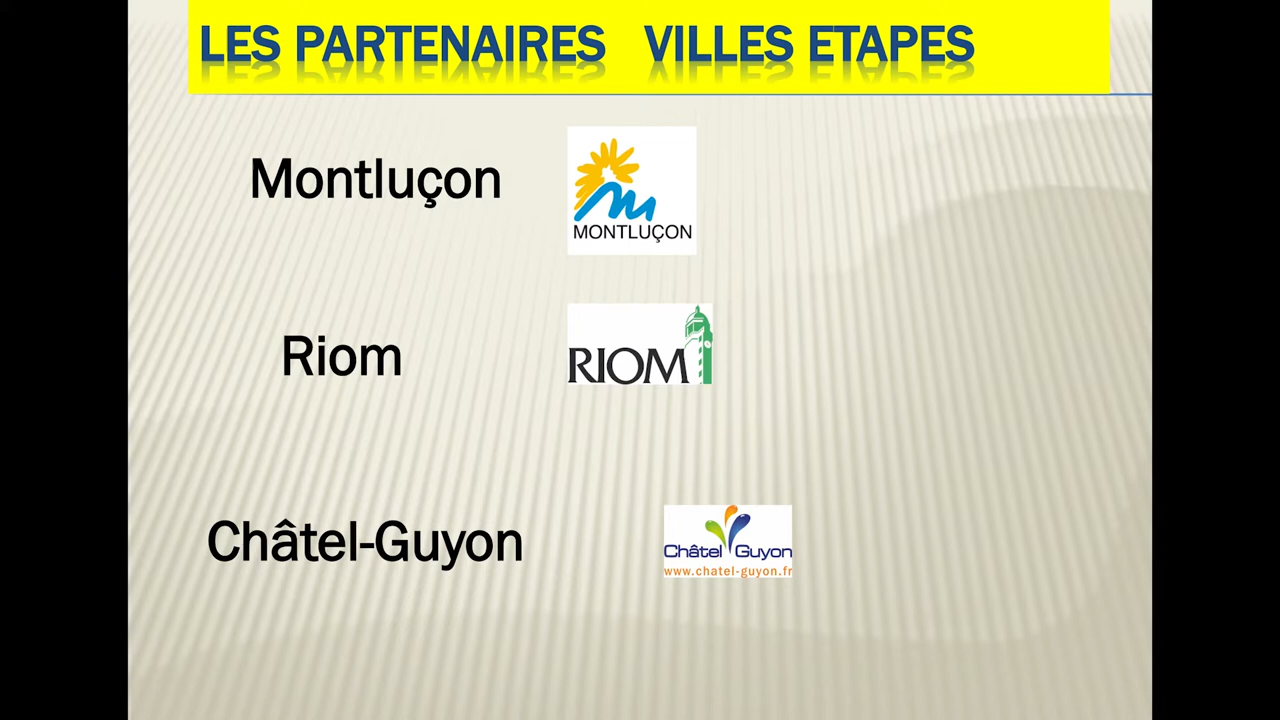 LES PARTENAIRES VILLES ETAPES
Montluçon
MONTLUÇON
Riom
RIOM
Châtel-Guyon
Châtel Guyon
www.chatel-guyon.fr